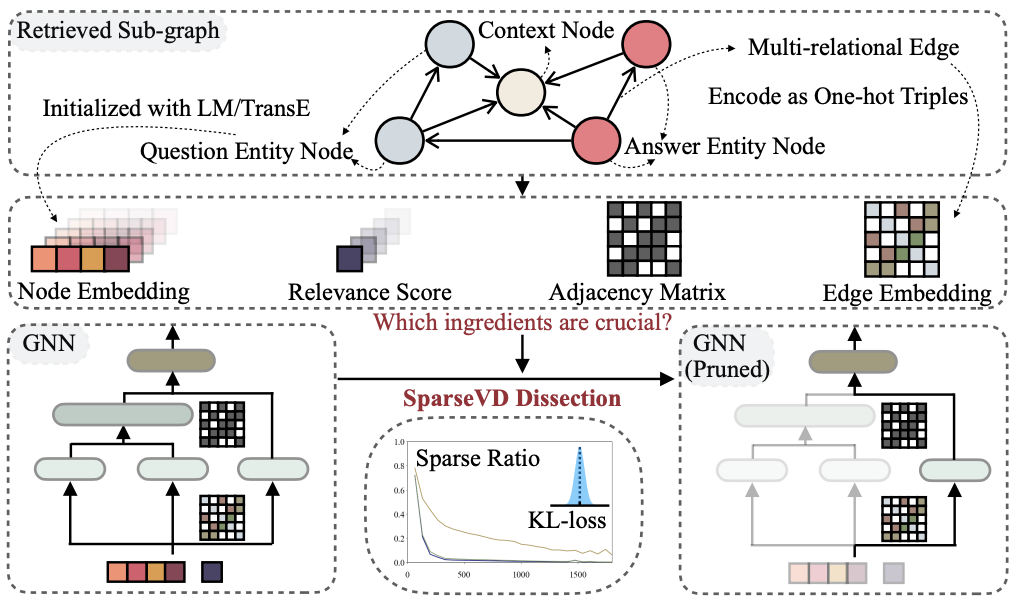 Retrieved Sub-graph
Context Node
Multi-relational Edge
Initialized with LM/TransE
Encode as One-hot Triples
Question Entity Node
Answer Entity Node
Node Embedding
Relevance Score
Adjacency Matrix
Edge Embedding
Which ingredients are crucial?
GNN
GNN
(Pruned)
SparseVD Dissection
Sparse Ratio
KL-loss
1.0
0.8
0.6
0.4
0.2
0.0
0
500
1000
1500